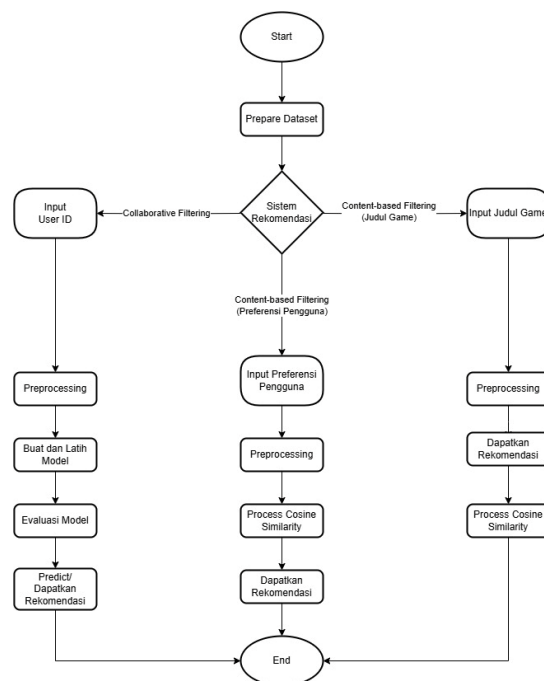 Start
Prepare Dataset
Sistem
Rekomendasi
Collaborative Filtering
Content-based Filtering
(Judul Game)
Content-based Filtering
(Preferensi Pengguna)
Input
User ID
Preprocessing
Buat dan Latih
Model
Evaluasi Model
Predict/
Dapatkan
Rekomendasi
Input Preferensi
Pengguna
Preprocessing
Process Cosine
Similarity
Dapatkan
Rekomendasi
Input Judul Game
Preprocessing
Dapatkan
Rekomendasi
Process Cosine
Similarity
End